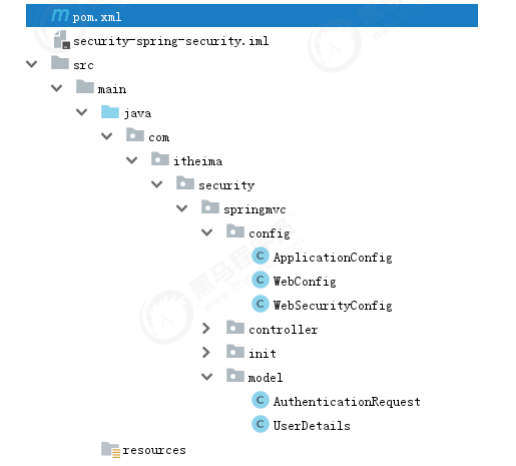 pom.xml
security-spring-security.iml
src
main
java
com
itheima
security
springmvc
config
ApplicationConfig
WebConfig
WebSecurityConfig
controller
init
model
AuthenticationRequest
UserDetails
resources